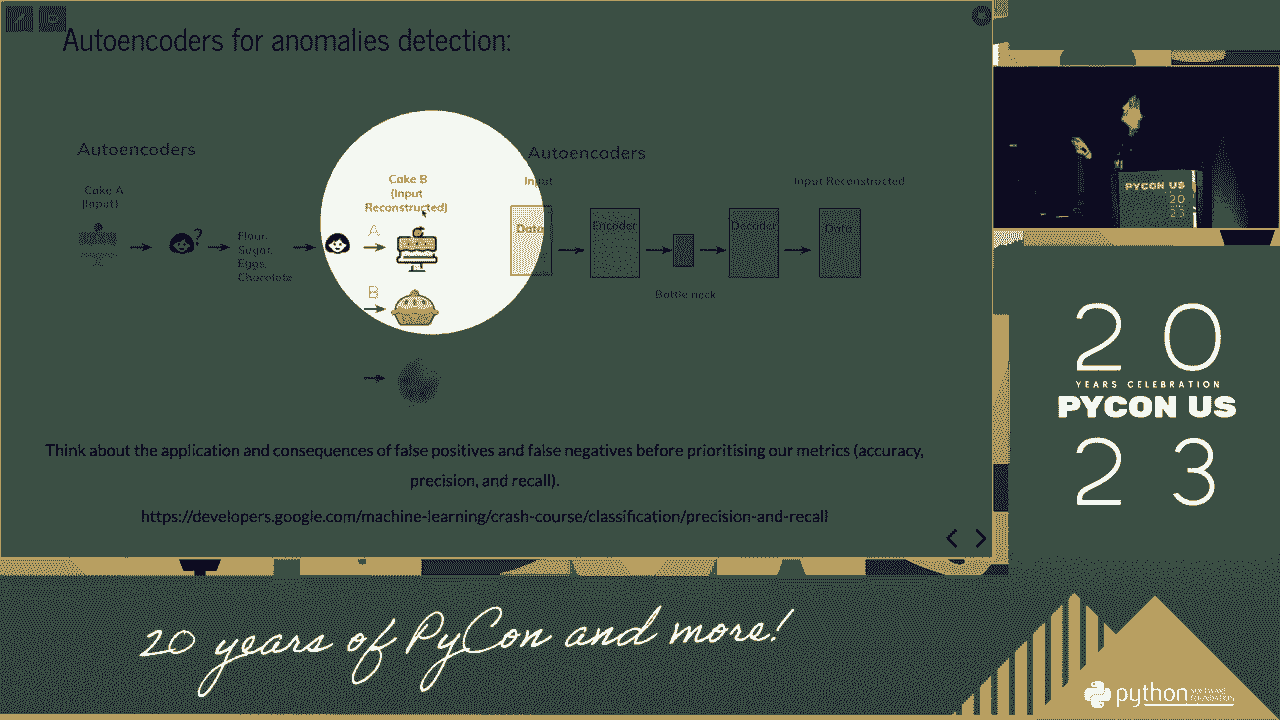 Autoencoders for anomalies detection:
Autoencoders
Cake A
(Input)
?
Flour,
Sugar,
Eggs,
Chocolate
Cake B
(Input
Reconstructed)
A
B
Autoencoders
Input
Input Reconstructed
Data
Encoder
Decoder
Data
Bottleneck
Think about the application and consequences of false positives and false negatives before prioritising our metrics (accuracy,
precision, and recall).
https://developers.google.com/machine-learning/crash-course/classification/precision-and-recall
PYCON US
20
23
20
YEARS CELEBRATION
PYCON US
23
20 years of PyCon and more!
python
SOFTWARE
FOUNDATION